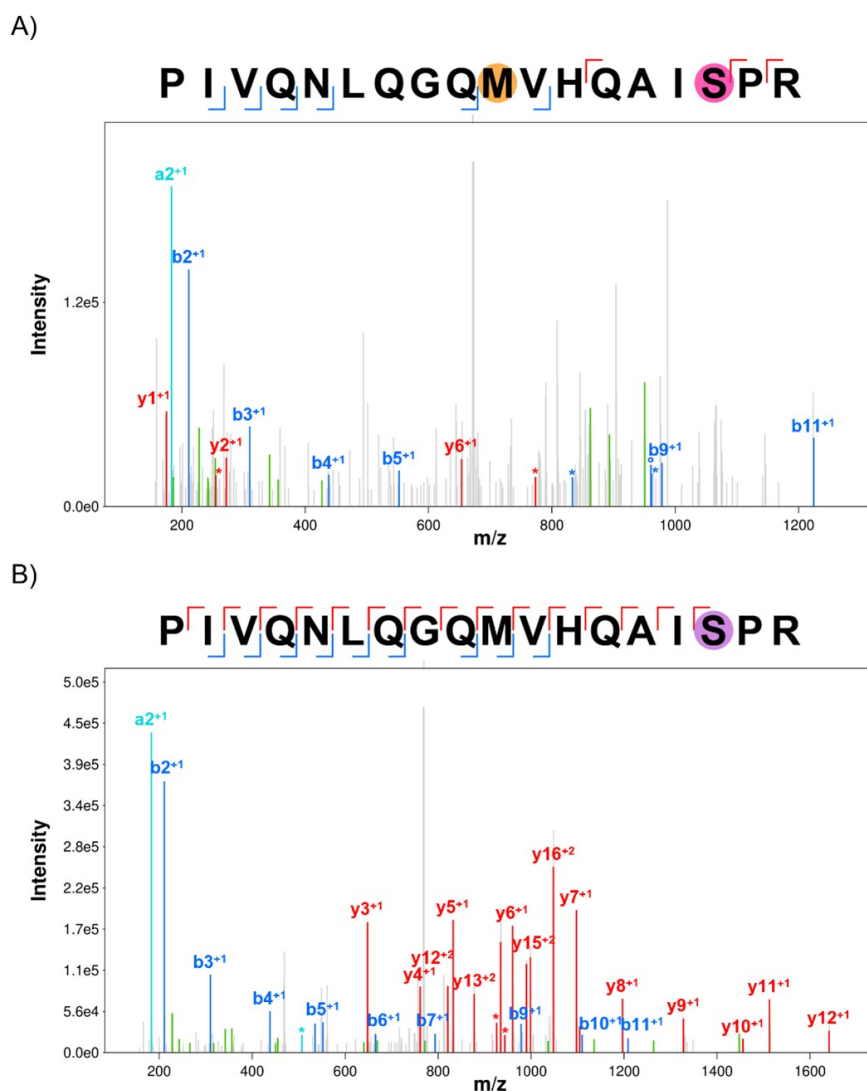 A)
P I V Q N L Q G Q M V H Q A I S P R
a2+1
b2+1
1.2e5
Intensity
y1+1
b3+1
y2+1
*
b4+1
b5+1
y6+1
*
*
°
b9+1
*
b11+1
0.0e0
200 400 600 800 1000 1200
m/z
B)
P I V Q N L Q G Q M V H Q A I S P R
5.0e5
a2+1
4.5e5
b2+1
3.9e5
3.4e5
Intensity
2.8e5
y16+2
2.2e5
y3+1
y5+1
y6+1
y7+1
1.7e5
y12+2
y4+1
y13+2
1.1e5
b3+1
y8+1
y11+1
y9+1
5.6e4
b4+1
b5+1
*
b6+1
b7+1
*
*
b9+1
b10+1
b11+1
y10+1
y12+1
0.0e0
200 400 600 800 1000 1200 1400 1600
m/z